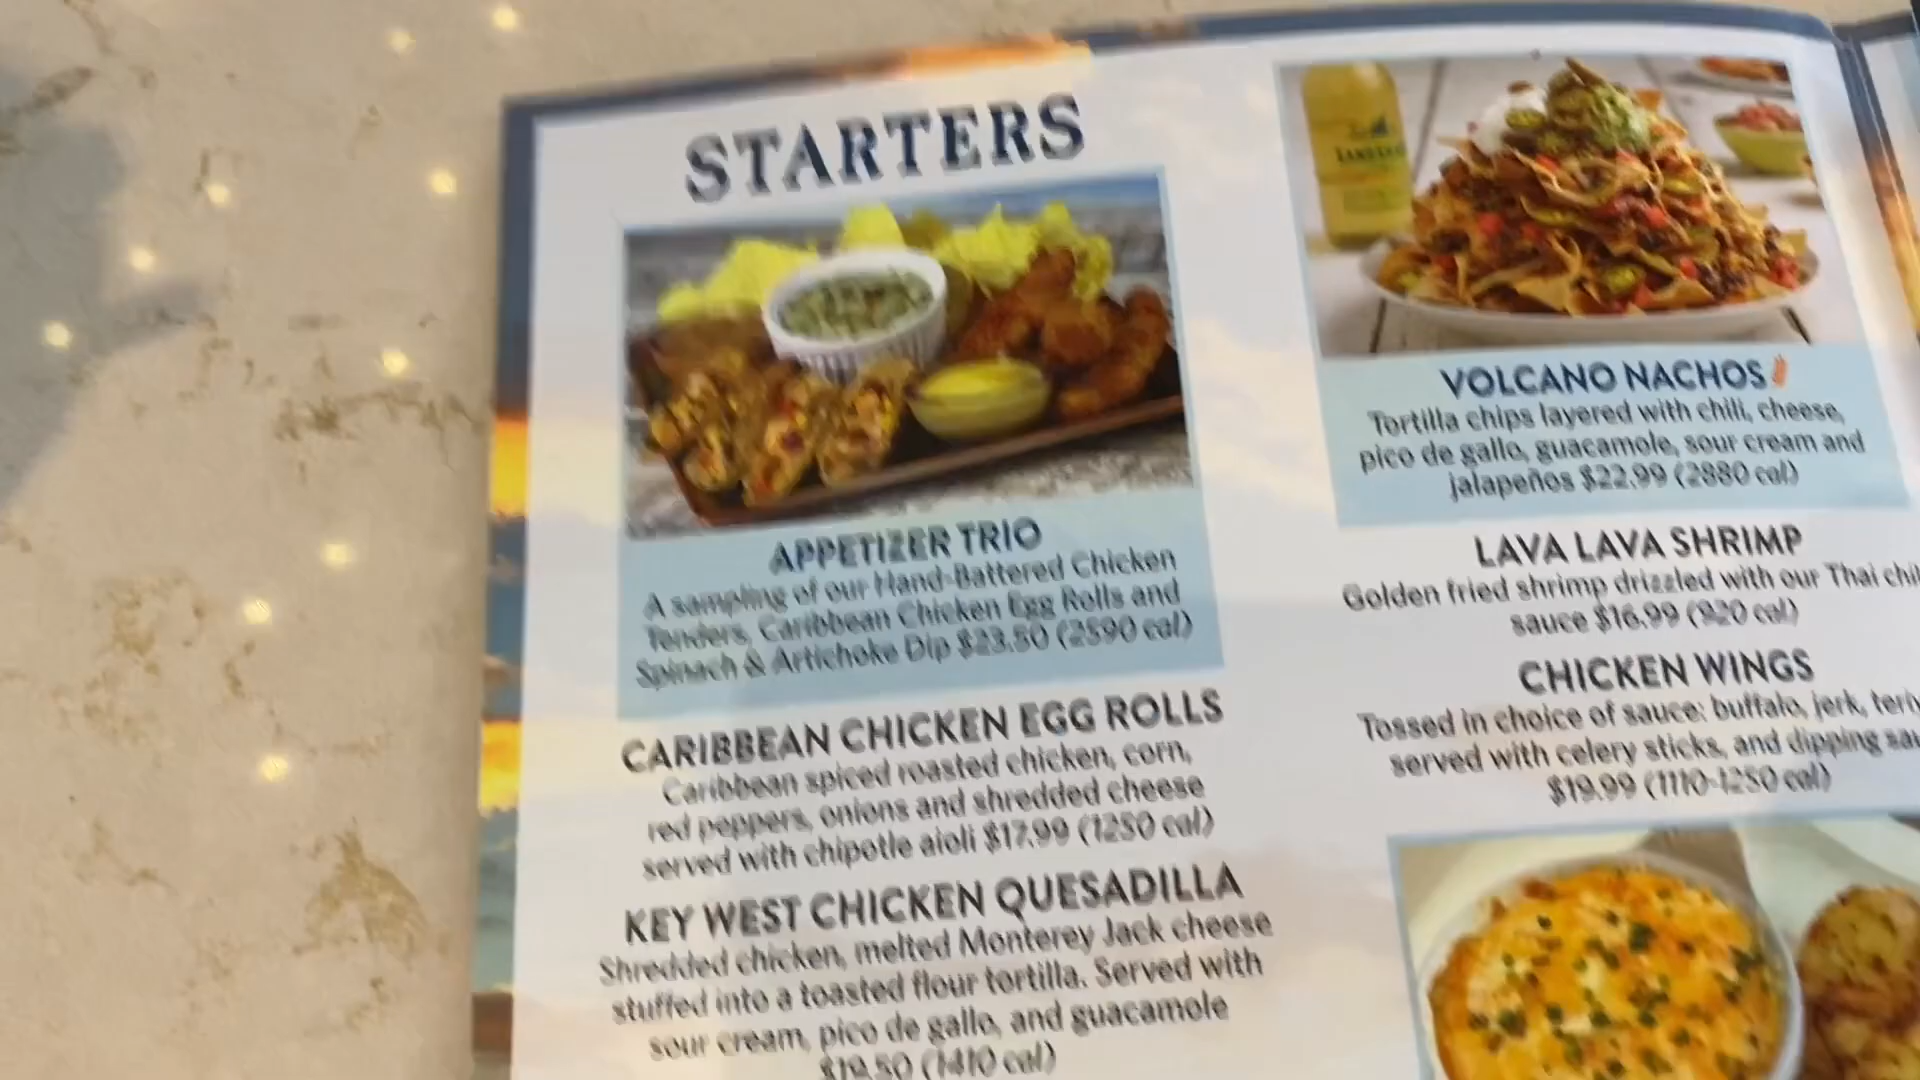 STARTERS
APPETIZER TRIO
A sampling of our Hand-Battered Chicken
Tenders, Caribbean Chicken Egg Rolls and
Spinach & Artichoke Dip $23.50 (2590 cal)
CARIBBEAN CHICKEN EGG ROLLS
Caribbean spiced roasted chicken, corn,
red peppers, onions and shredded cheese
served with chipotle aioli $17.99 (1250 cal)
KEY WEST CHICKEN QUESADILLA
Shredded chicken, melted Monterey Jack cheese
stuffed into a toasted flour tortilla. Served with
sour cream, pico de gallo, and guacamole
$19.50 (1410 cal)
VOLCANO NACHOS
Tortilla chips layered with chili, cheese,
pico de gallo, guacamole, sour cream and
jalapeños $22.99 (2880 cal)
LAVA LAVA SHRIMP
Golden fried shrimp drizzled with our Thai
sauce $16.99 (920 cal)
CHICKEN WINGS
Tossed in choice of sauce: buffalo, jerk,
served with celery sticks, and dipping
$19.99 (1110-1250 cal)